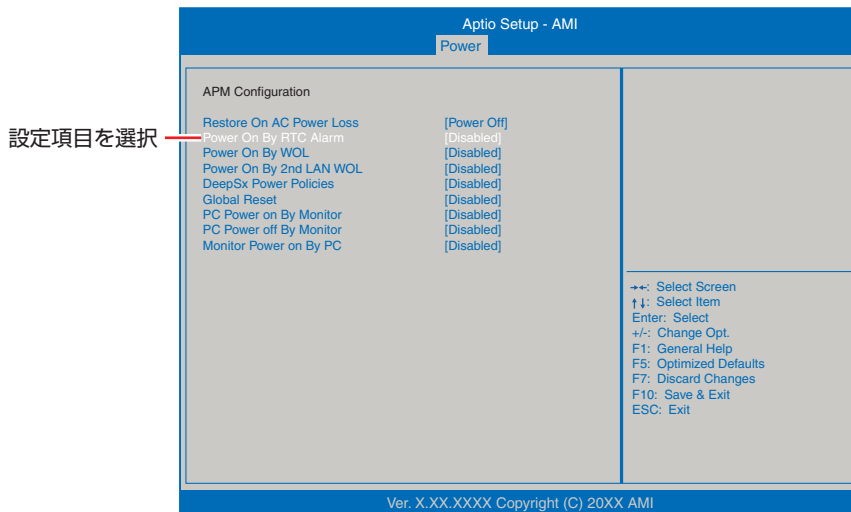 Aptio Setup - AMI
Power
APM Configuration
Restore On AC Power Loss [Power Off]
設定項目を選択
Power On By RTC Alarm [Disabled]
Power On By WOL [Disabled]
Power On By 2nd LAN WOL [Disabled]
DeepSx Power Policies [Disabled]
Global Reset [Disabled]
PC Power on By Monitor [Disabled]
PC Power off By Monitor [Disabled]
Monitor Power on By PC [Disabled]
→←: Select Screen
↑↓: Select Item
Enter: Select
+/-: Change Opt.
F1: General Help
F5: Optimized Defaults
F7: Discard Changes
F10: Save & Exit
ESC: Exit
Ver. X.XX.XXXX Copyright (C) 20XX AMI